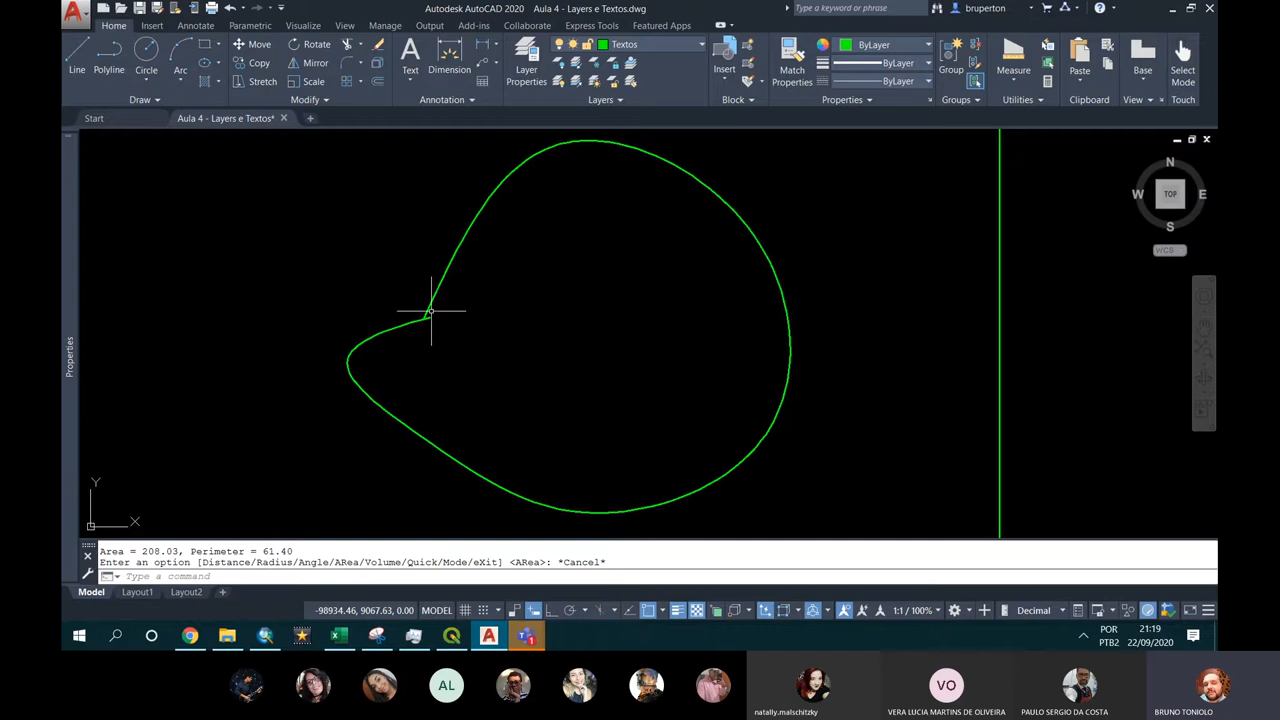 Autodesk AutoCAD 2020 Aula 4 - Layers e Textos.dwg
Type a keyword or phrase
bruperton
Home Insert Annotate Parametric View Manage Output Add-ins Collaborate Express Tools Featured Apps
Line Polyline Circle Arc
Move Rotate
Copy Mirror
Stretch Scale
Text Dimension
Layer Properties
Textos
Insert
Match Properties
ByLayer
ByLayer
ByLayer
Group
Measure
Paste
Base
Select Mode
Draw Modify Annotation Layers Block Properties Groups Utilities Clipboard View Touch
Start Aula 4 - Layers e Textos*
N
W TOP E
S
WCS
Properties
Y
X
Area = 208.03, Perimeter = 61.40
Enter an option [Distance/Radius/Angle/ARea/Volume/Quick/Mode/eXit] <ARea>: *Cancel*
Type a command
Model Layout1 Layout2
-98934.46, 9067.63, 0.00 MODEL 1:1 / 100% Decimal
POR
PTB2
21:19
22/09/2020
AL
VO
natally.malschitzky
VERA LUCIA MARTINS DE OLIVEIRA
PAULO SERGIO DA COSTA
BRUNO TONIOLO